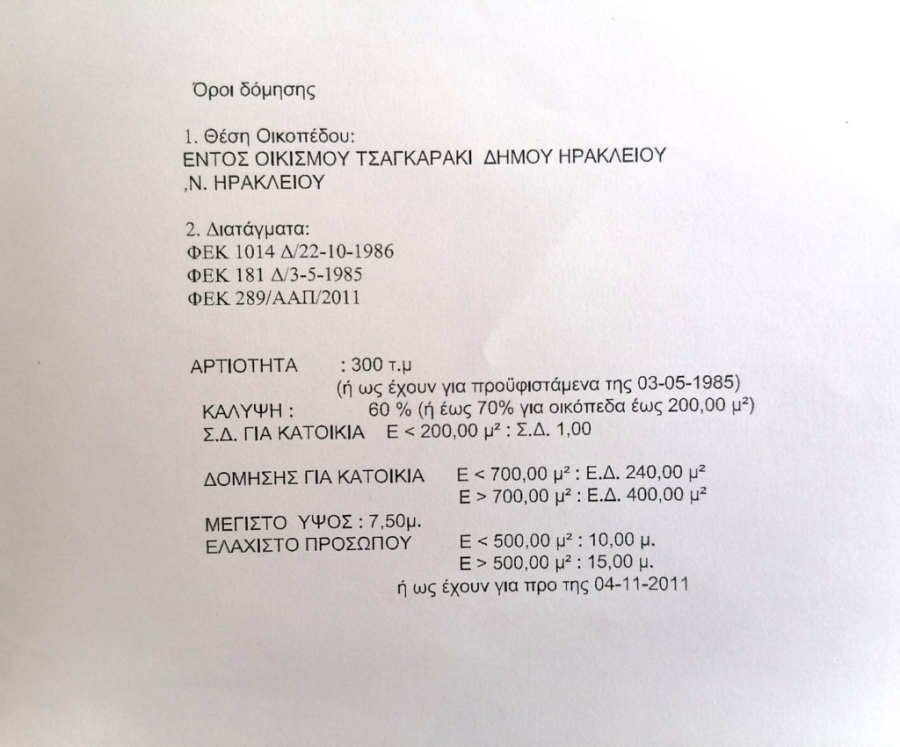 Όροι δόμησης
1. Θέση Οικοπέδου:
ΕΝΤΟΣ ΟΙΚΙΣΜΟΥ ΤΣΑΓΚΑΡΑΚΙ ΔΗΜΟΥ ΗΡΑΚΛΕΙΟΥ
,Ν. ΗΡΑΚΛΕΙΟΥ
2. Διατάγματα:
ΦΕΚ 1014 Δ/22-10-1986
ΦΕΚ 181 Δ/3-5-1985
ΦΕΚ 289/ΑΑΠ/2011
ΑΡΤΙΟΤΗΤΑ : 300 τ.μ
(ή ως έχουν για προϋφιστάμενα της 03-05-1985)
ΚΑΛΥΨΗ : 60 % (ή έως 70% για οικόπεδα έως 200,00 μ²)
Σ.Δ. ΓΙΑ ΚΑΤΟΙΚΙΑ Ε < 200,00 μ² : Σ.Δ. 1,00
ΔΟΜΗΣΗΣ ΓΙΑ ΚΑΤΟΙΚΙΑ Ε < 700,00 μ² : Ε.Δ. 240,00 μ²
Ε > 700,00 μ² : Ε.Δ. 400,00 μ²
ΜΕΓΙΣΤΟ ΥΨΟΣ : 7,50μ.
ΕΛΑΧΙΣΤΟ ΠΡΟΣΩΠΟΥ Ε < 500,00 μ² : 10,00 μ.
Ε > 500,00 μ² : 15,00 μ.
ή ως έχουν για προ της 04-11-2011